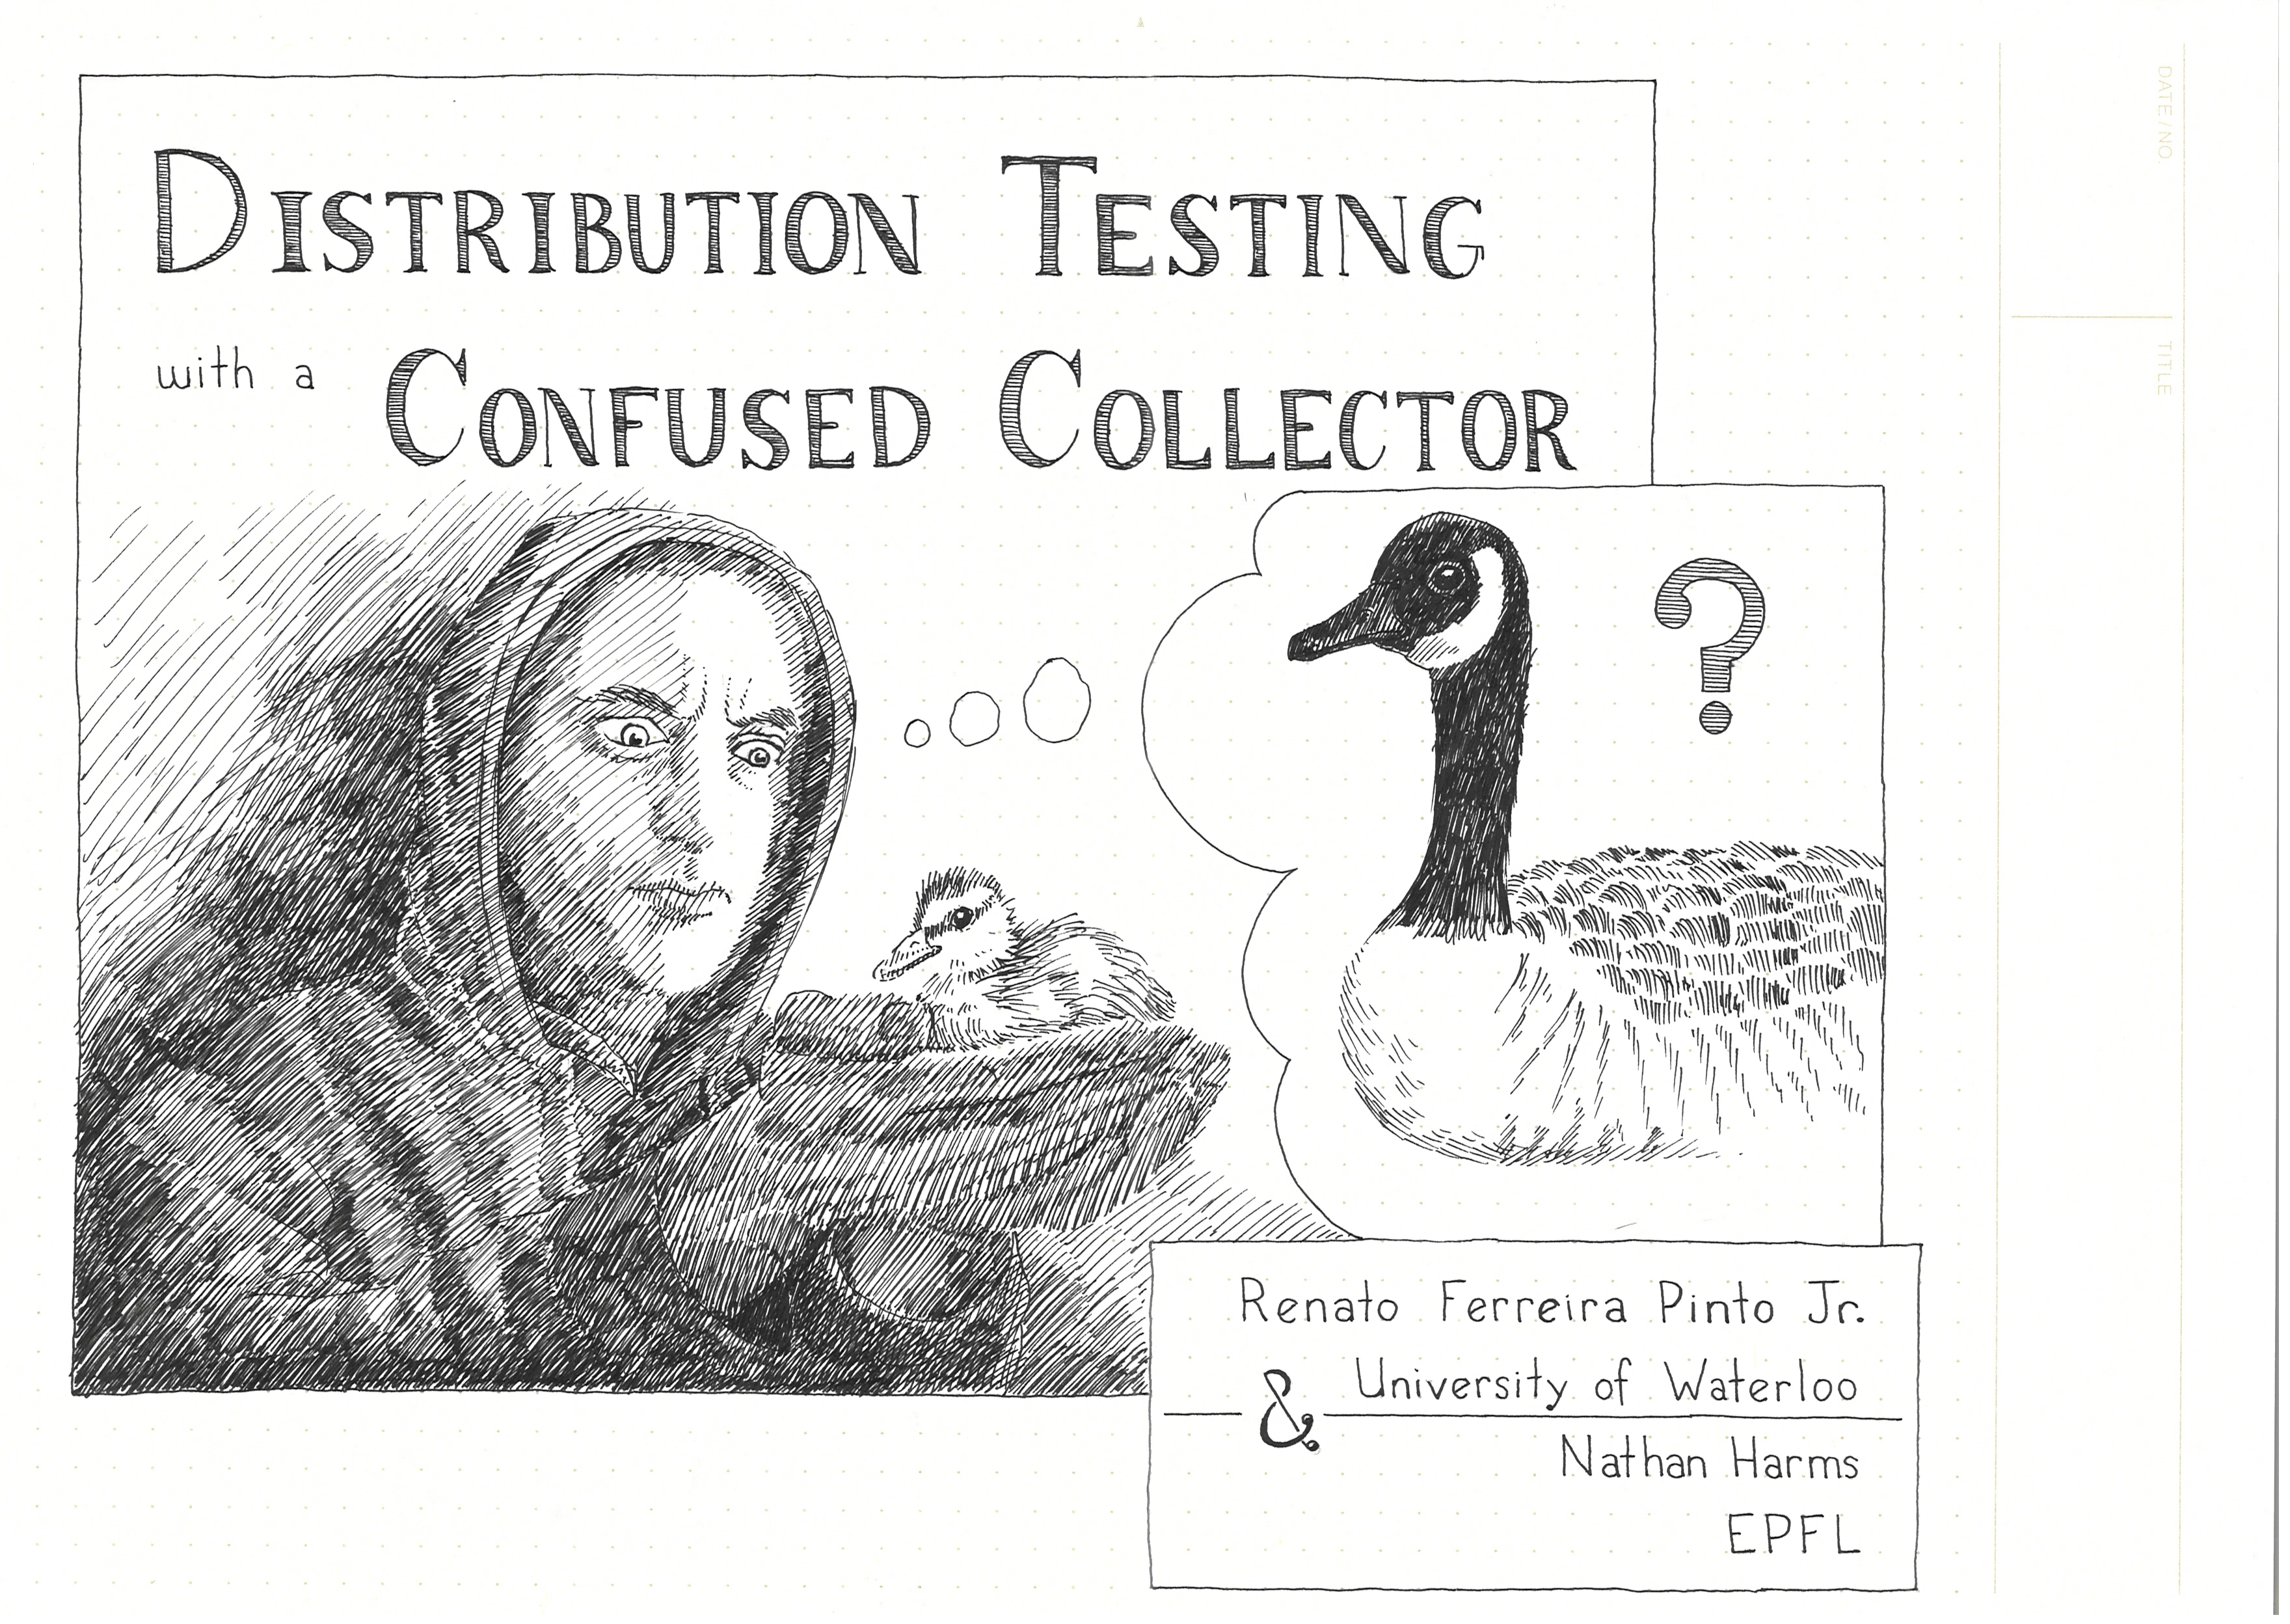 DISTRIBUTION TESTING
with a CONFUSED COLLECTOR
?
Renato Ferreira Pinto Jr.
University of Waterloo
&
Nathan Harms
EPFL
DATE/NO.
TITLE